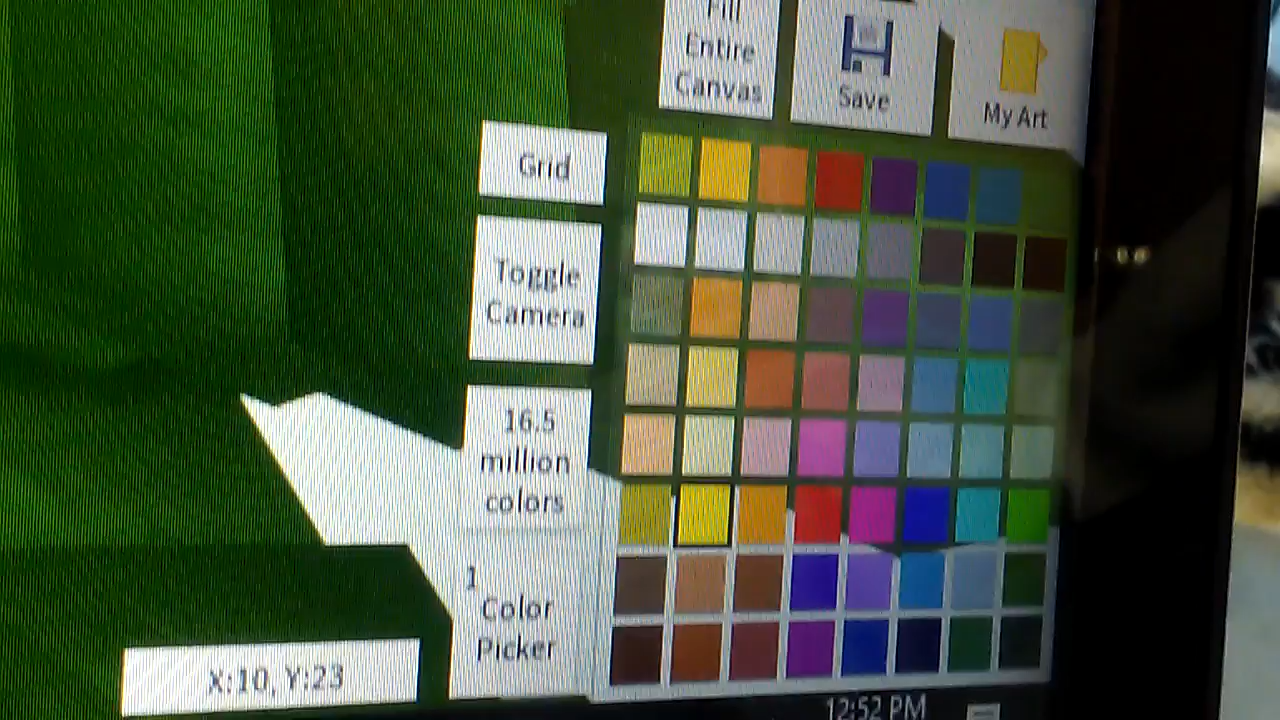 Fill
Entire
Canvas
Save
My Art
Grid
Toggle
Camera
16.5
million
colors
1
Color
Picker
X:10, Y:23
12:52 PM